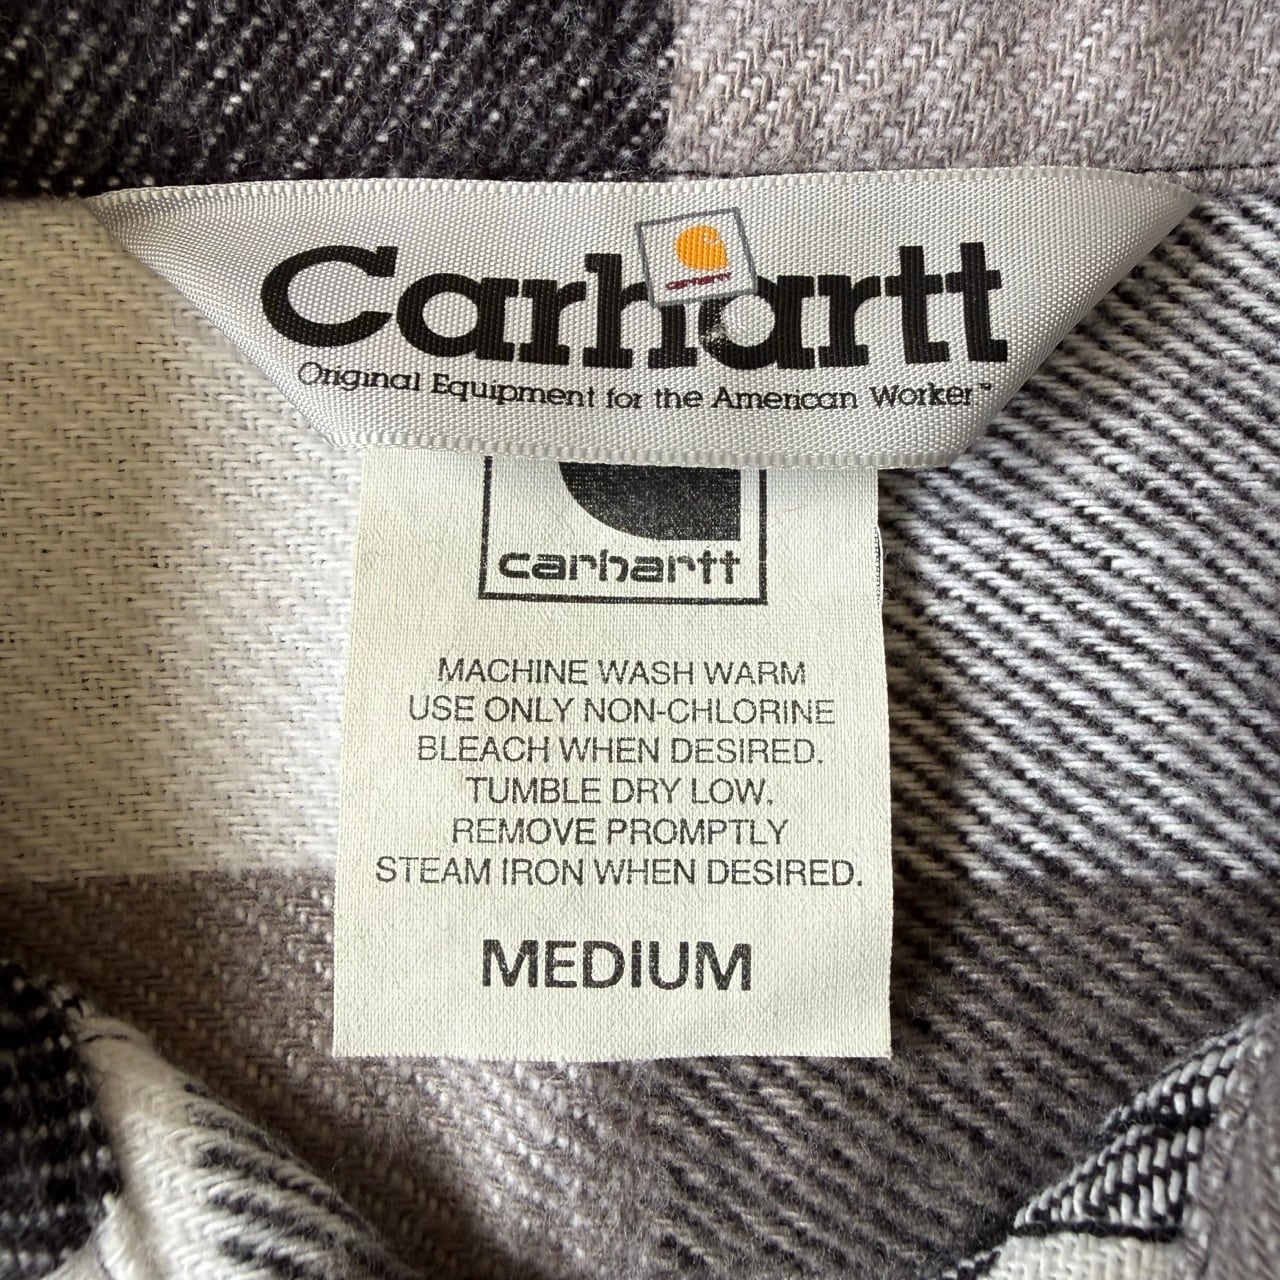 Carhartt
carhartt
Original Equipment for the American Worker™
carhartt
MACHINE WASH WARM
USE ONLY NON-CHLORINE
BLEACH WHEN DESIRED.
TUMBLE DRY LOW.
REMOVE PROMPTLY
STEAM IRON WHEN DESIRED.
MEDIUM